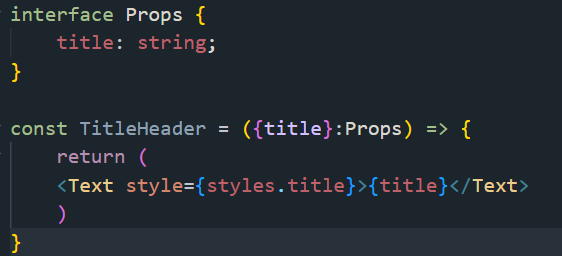 interface Props {
    title: string;
}

const TitleHeader = ({title}:Props) => {
    return (
    <Text style={styles.title}>{title}</Text>
    )
}